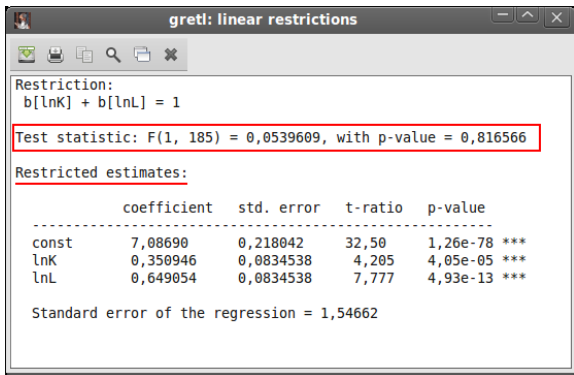 gretl: linear restrictions
Restriction:
b[lnK] + b[lnL] = 1
Test statistic: F(1, 185) = 0,0539609, with p-value = 0,816566
Restricted estimates:
coefficient std. error t-ratio p-value
--------------------------------------------------------
const 7,08690 0,218042 32,50 1,26e-78 ***
lnK 0,350946 0,0834538 4,205 4,05e-05 ***
lnL 0,649054 0,0834538 7,777 4,93e-13 ***
Standard error of the regression = 1,54662